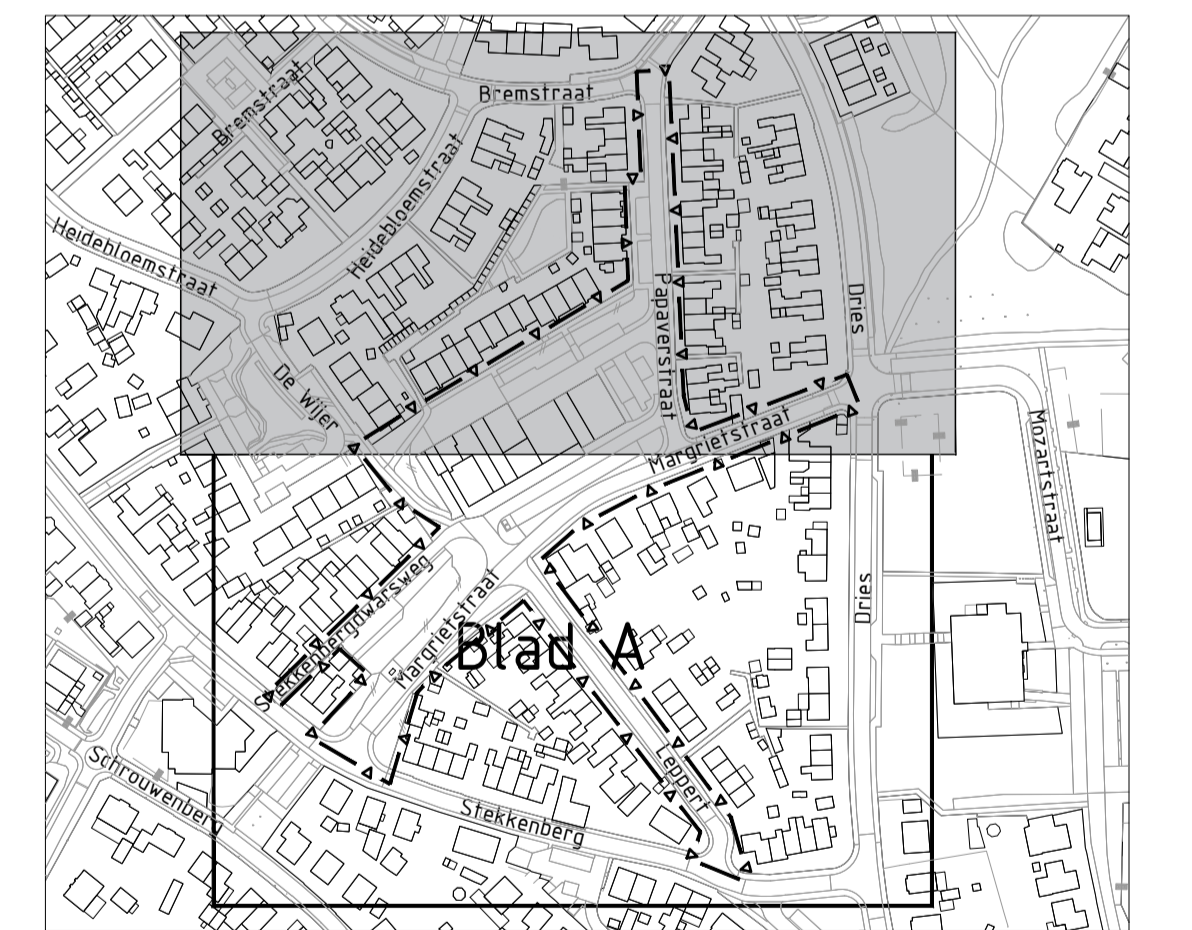 Bremstraat
Bremstraat
Heidebloemstraat
Heidebloemstraat
Papaverstraat
Dries
De Wijer
Margrietstraat
Mozartstraat
Stekkenbergdwarsweg
Margrietstraat
Dries
Blad A
Leppert
Schrouwenberg
Stekkenberg